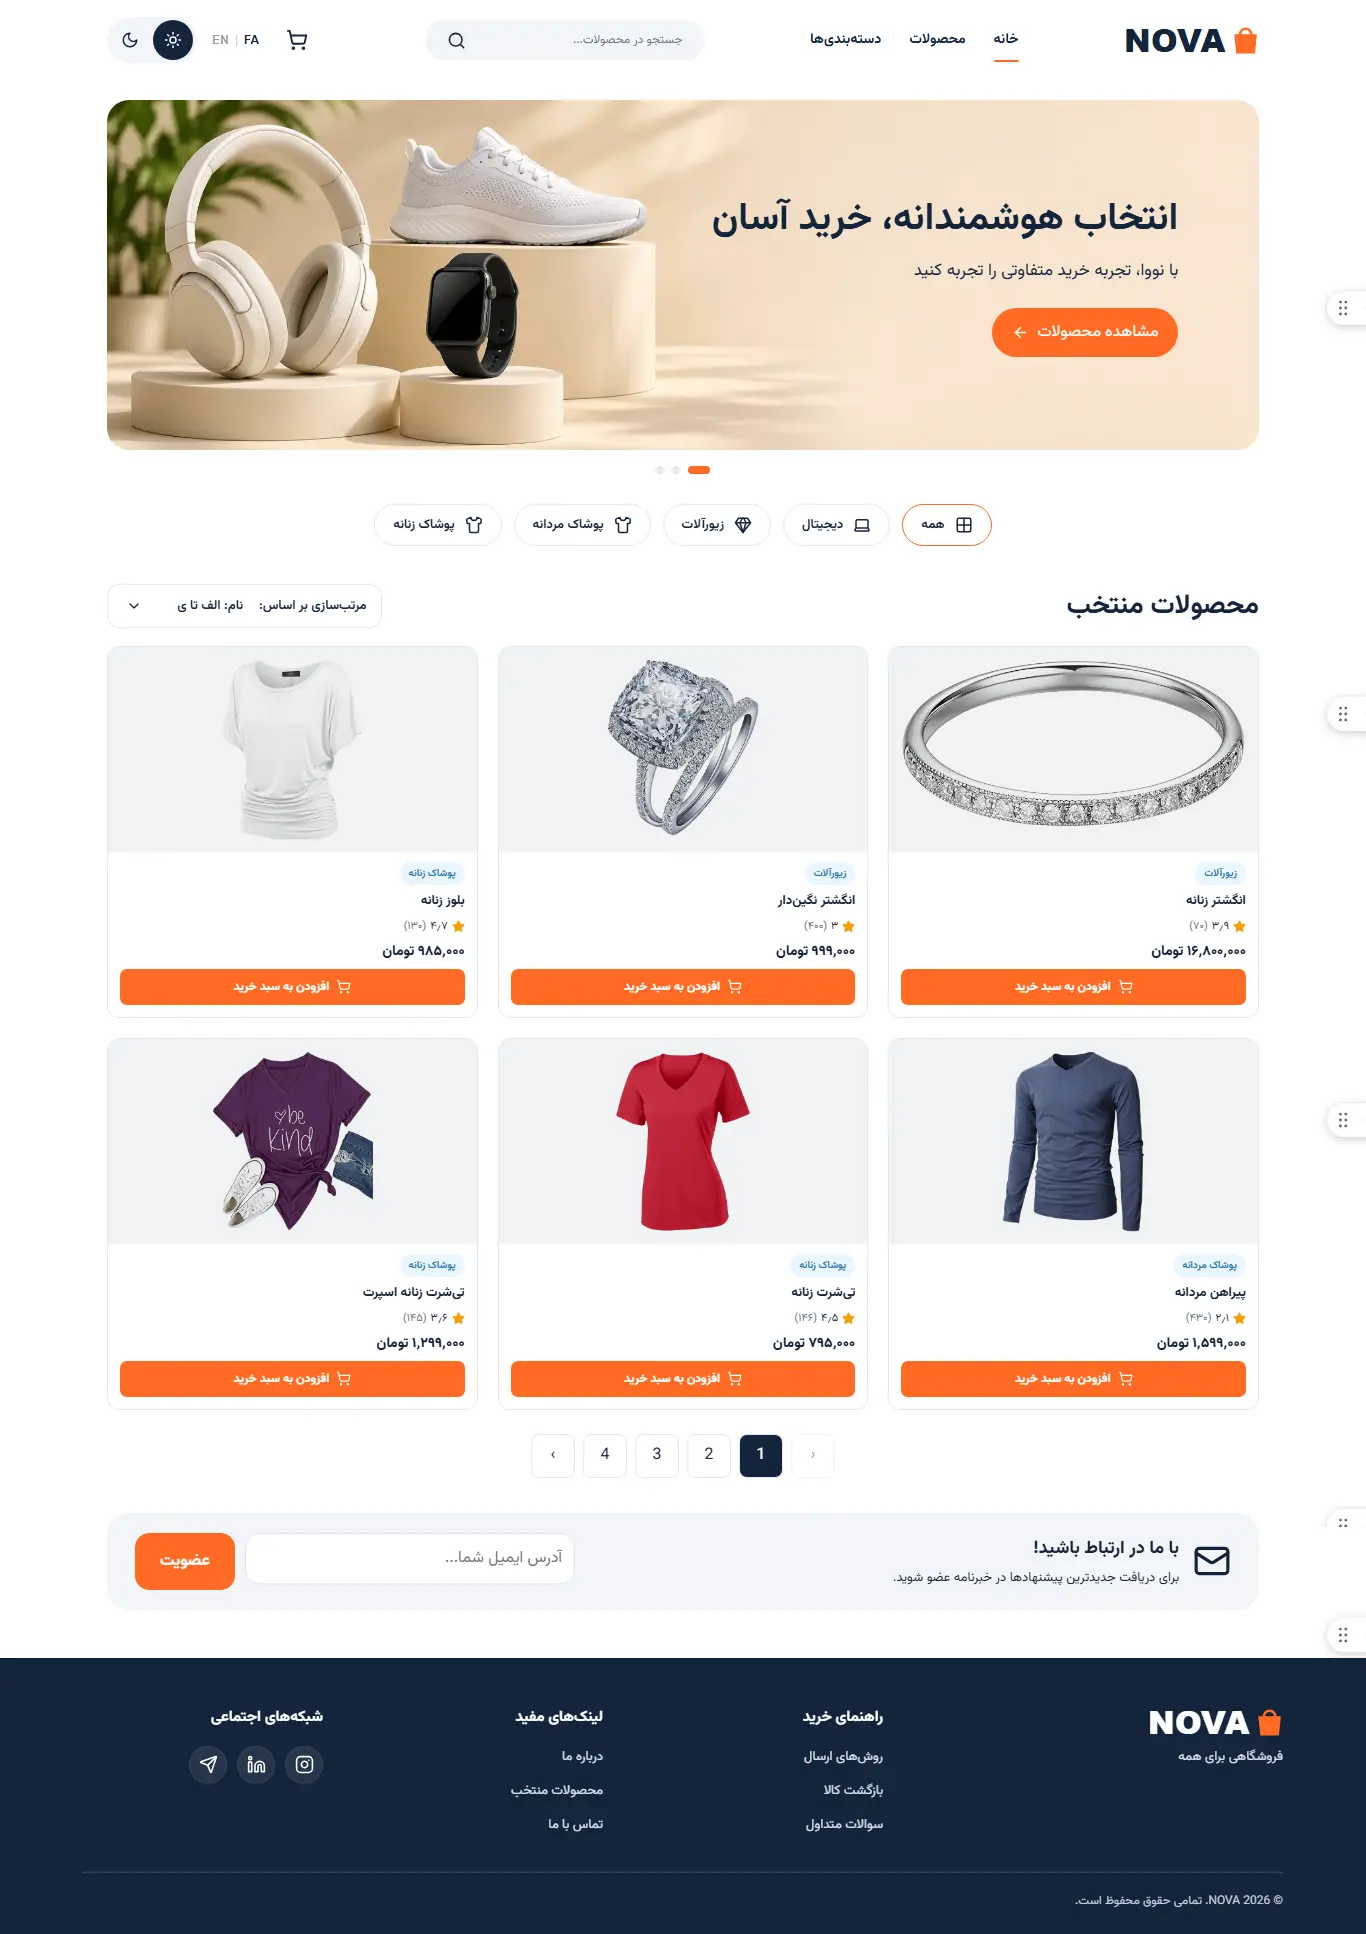 NOVA
خانه
محصولات
دسته‌بندی‌ها
جستجو در محصولات...
FA | EN
انتخاب هوشمندانه، خرید آسان
با نووا، تجربه خرید متفاوتی را تجربه کنید
مشاهده محصولات ←
همه
دیجیتال
زیورآلات
پوشاک مردانه
پوشاک زنانه
محصولات منتخب
مرتب‌سازی بر اساس: نام: الف تا ی
زیورآلات
انگشتر زنانه
۳٫۹ (۷۰)
۱۶,۸۰۰,۰۰۰ تومان
افزودن به سبد خرید
زیورآلات
انگشتر نگین‌دار
۳ (۴۰۰)
۹۹۹,۰۰۰ تومان
افزودن به سبد خرید
پوشاک زنانه
بلوز زنانه
۴٫۷ (۱۳۰)
۹۸۵,۰۰۰ تومان
افزودن به سبد خرید
پوشاک مردانه
پیراهن مردانه
۲٫۱ (۴۳۰)
۱,۵۹۹,۰۰۰ تومان
افزودن به سبد خرید
پوشاک زنانه
تی‌شرت زنانه
۴٫۵ (۱۴۶)
۷۹۵,۰۰۰ تومان
افزودن به سبد خرید
be
kind
پوشاک زنانه
تی‌شرت زنانه اسپرت
۳٫۶ (۱۴۵)
۱,۲۹۹,۰۰۰ تومان
افزودن به سبد خرید
‹ 1 2 3 4 ›
با ما در ارتباط باشید!
برای دریافت جدیدترین پیشنهادها در خبرنامه عضو شوید.
آدرس ایمیل شما...
عضویت
NOVA
فروشگاهی برای همه
راهنمای خرید
روش‌های ارسال
بازگشت کالا
سوالات متداول
لینک‌های مفید
درباره ما
محصولات منتخب
تماس با ما
شبکه‌های اجتماعی
© 2026 NOVA. تمامی حقوق محفوظ است.